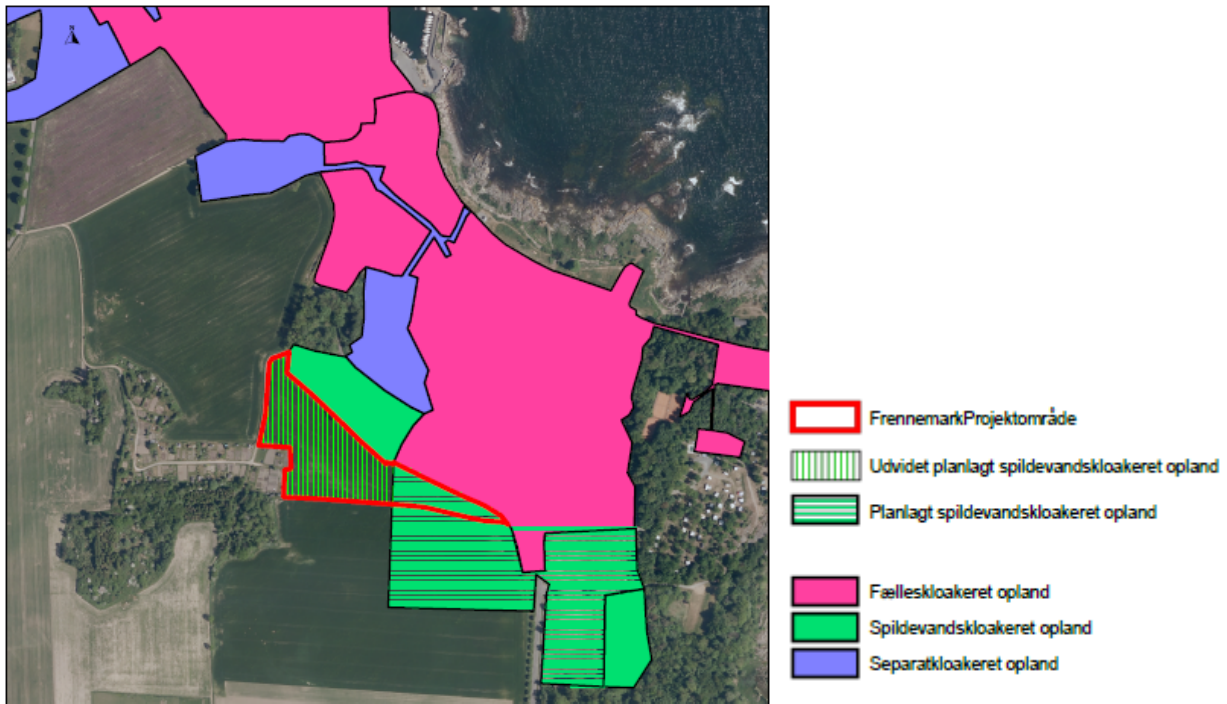 FrennemarkProjektområde
Udvidet planlagt spildevandskloakeret opland
Planlagt spildevandskloakeret opland
Fælleskloakeret opland
Spildevandskloakeret opland
Separatkloakeret opland